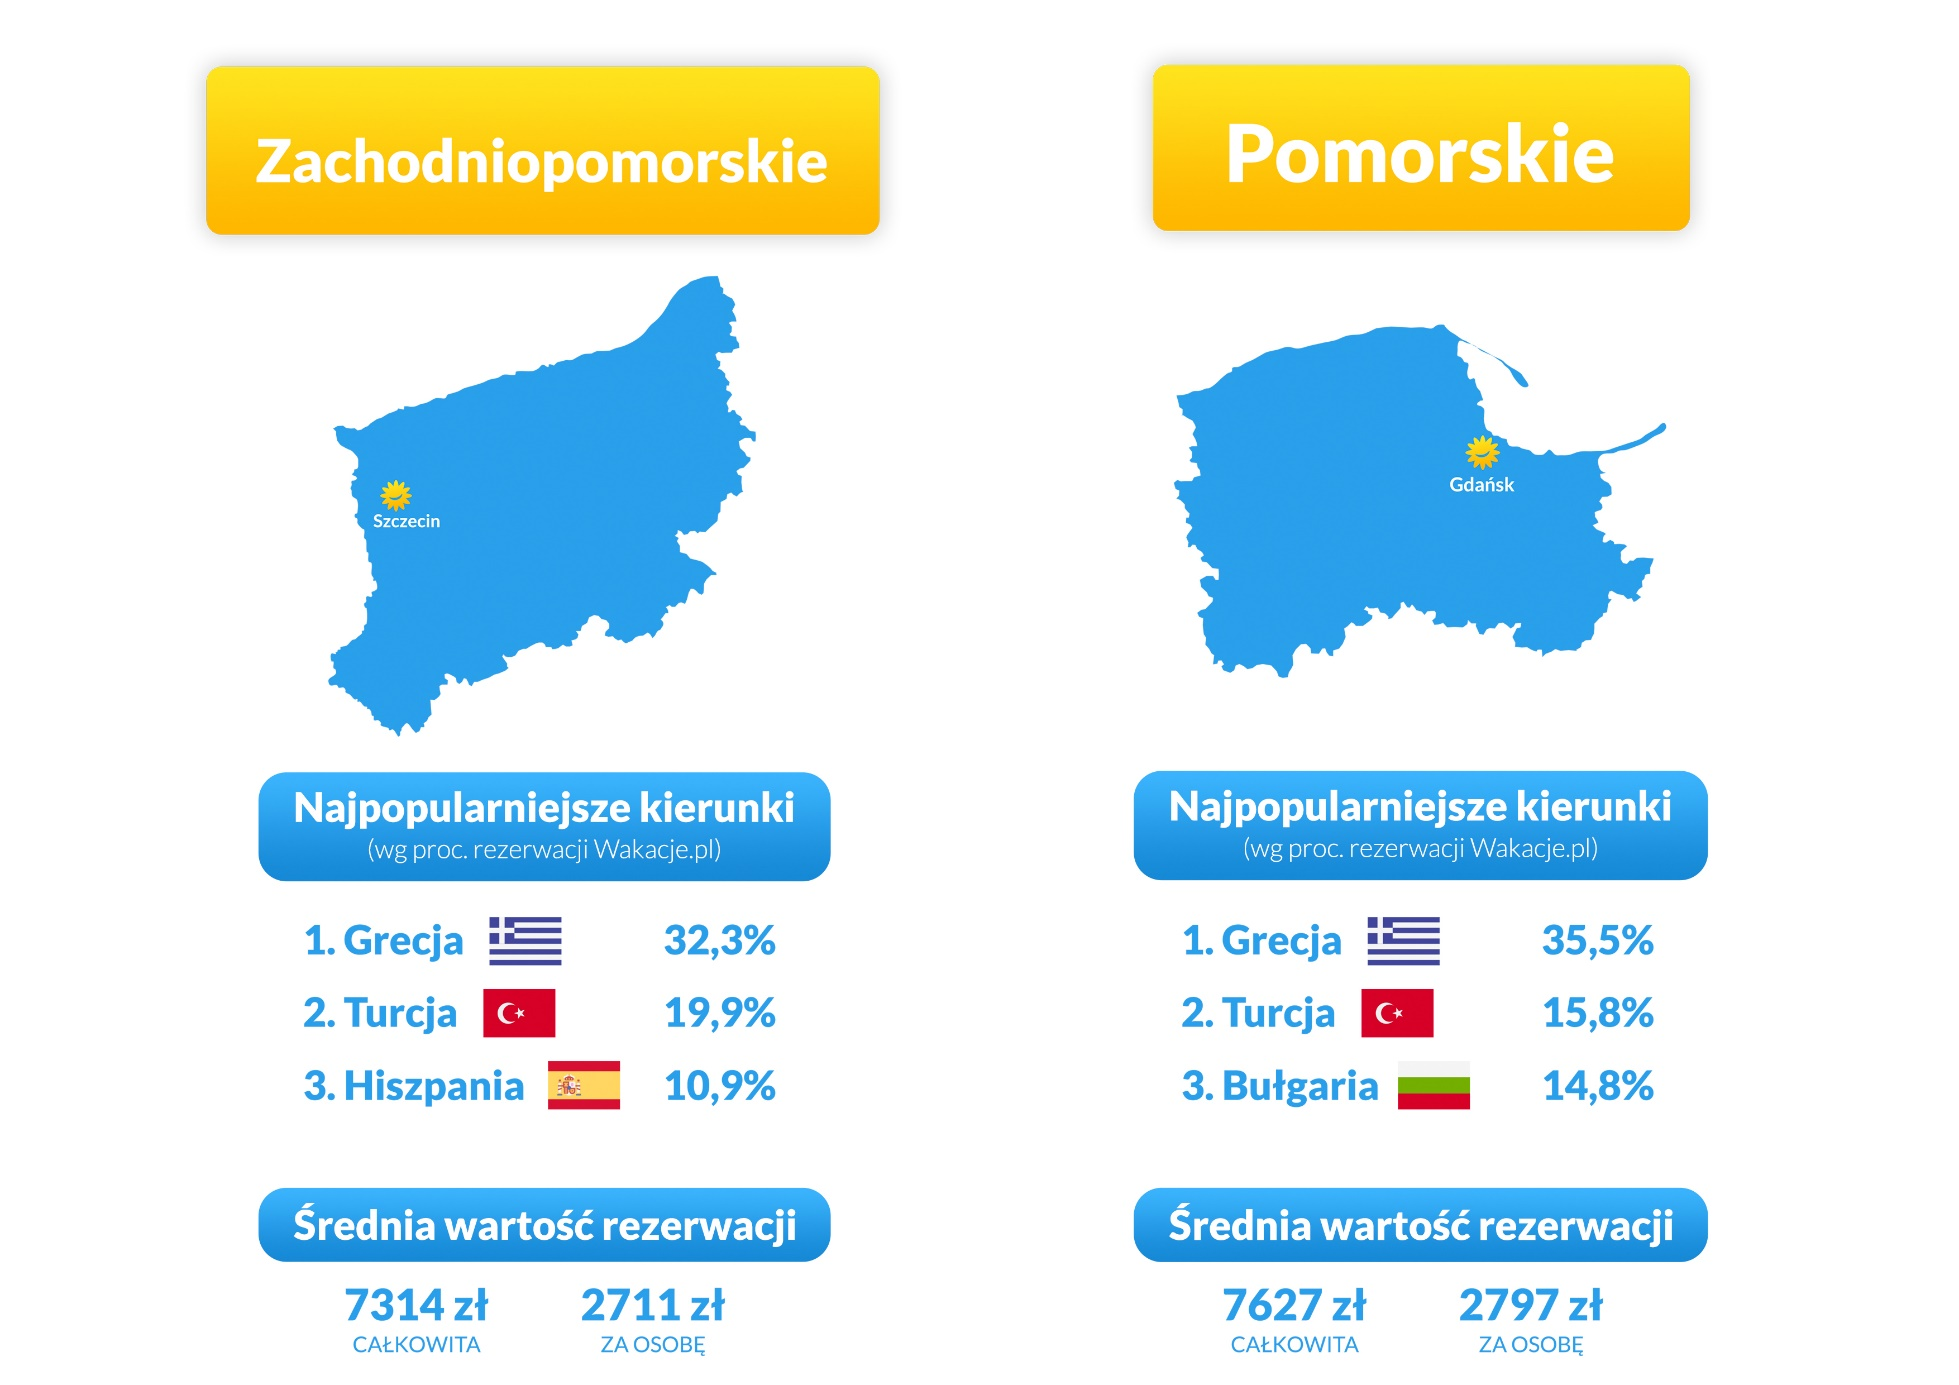 Zachodniopomorskie
Szczecin
Najpopularniejsze kierunki
(wg proc. rezerwacji Wakacje.pl)
1. Grecja 32,3%
2. Turcja 19,9%
3. Hiszpania 10,9%
Średnia wartość rezerwacji
7314 zł 2711 zł
CAŁKOWITA ZA OSOBĘ
Pomorskie
Gdańsk
Najpopularniejsze kierunki
(wg proc. rezerwacji Wakacje.pl)
1. Grecja 35,5%
2. Turcja 15,8%
3. Bułgaria 14,8%
Średnia wartość rezerwacji
7627 zł 2797 zł
CAŁKOWITA ZA OSOBĘ